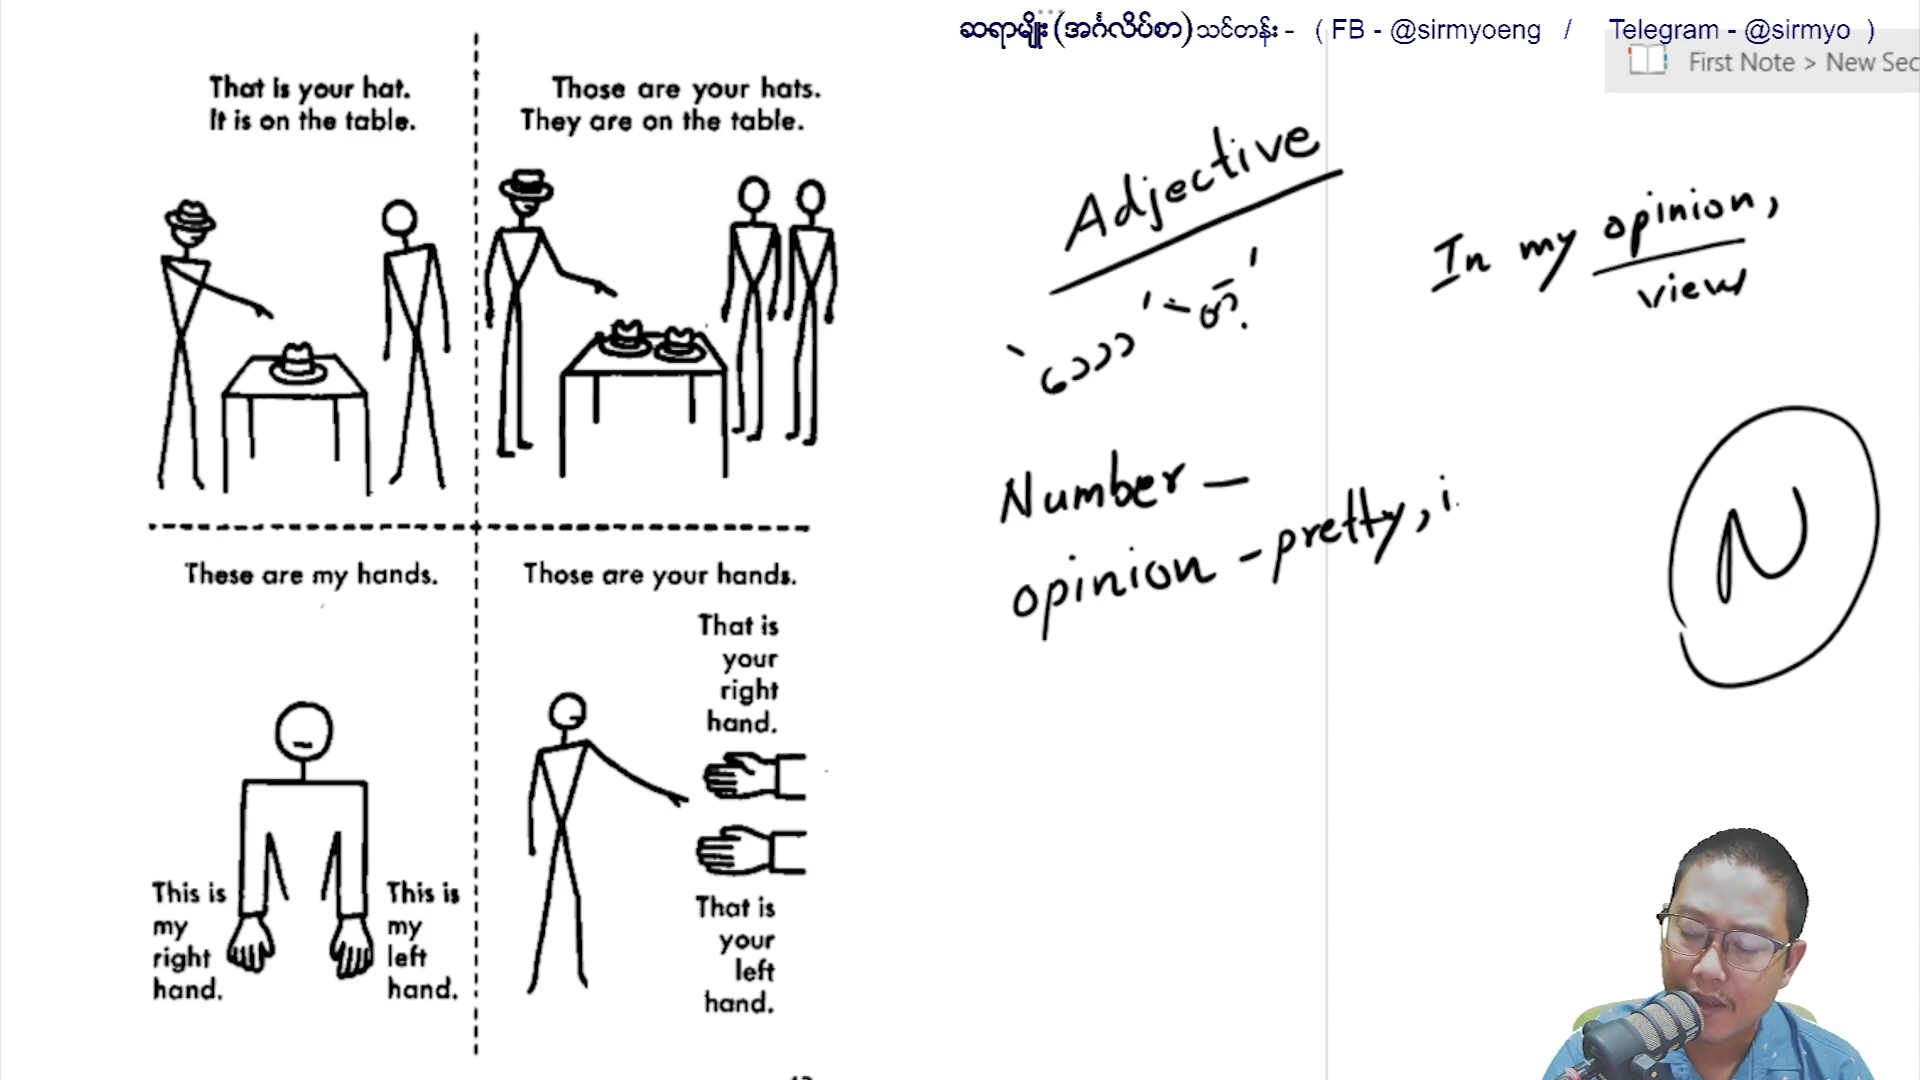 ဆရာမျိုး(အင်္ဂလိပ်စာ)သင်တန်း - ( FB - @sirmyoeng / Telegram - @sirmyo )
First Note > New Sec
That is your hat.
It is on the table.
Those are your hats.
They are on the table.
These are my hands.
This is
my
right
hand.
This is
my
left
hand.
Those are your hands.
That is
your
right
hand.
That is
your
left
hand.
Adjective
In my opinion,
view
Number –
opinion – pretty, i
N